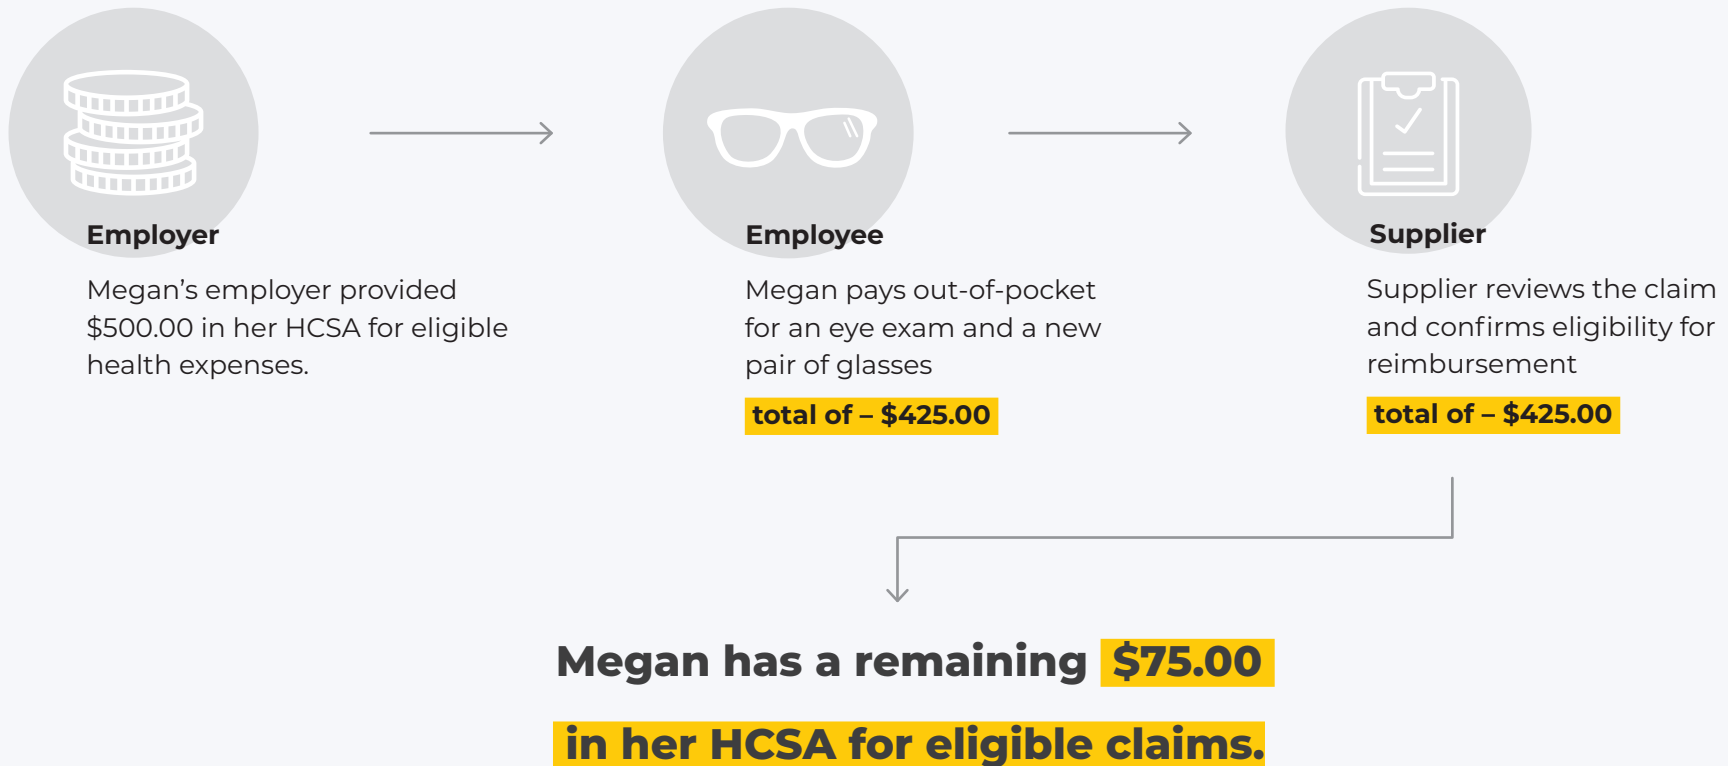 Employer
Megan’s employer provided
$500.00 in her HCSA for eligible
health expenses.
Employee
Megan pays out-of-pocket
for an eye exam and a new
pair of glasses
total of – $425.00
Supplier
Supplier reviews the claim
and confirms eligibility for
reimbursement
total of – $425.00
Megan has a remaining $75.00
in her HCSA for eligible claims.